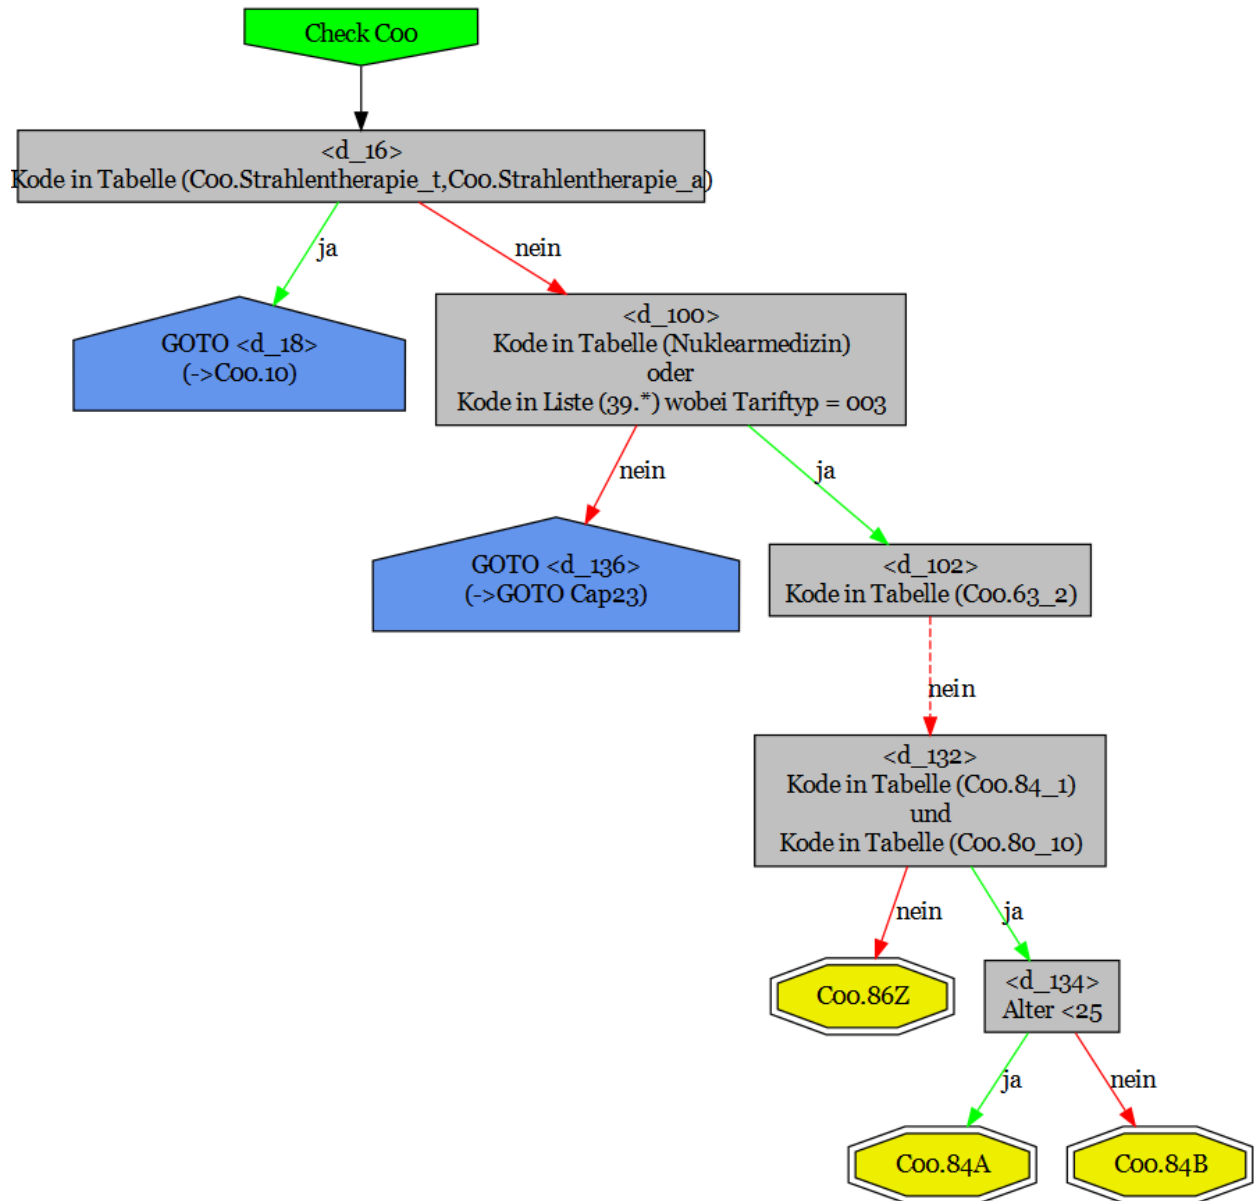 Check C00
<d_16>
Kode in Tabelle (C00.Strahlentherapie_t,C00.Strahlentherapie_a)
ja
nein
GOTO <d_18>
(->C00.10)
<d_100>
Kode in Tabelle (Nuklearmedizin)
oder
Kode in Liste (39.*) wobei Tariftyp = 003
nein
ja
GOTO <d_136>
(->GOTO Cap23)
<d_102>
Kode in Tabelle (C00.63_2)
nein
<d_132>
Kode in Tabelle (C00.84_1)
und
Kode in Tabelle (C00.80_10)
nein
ja
C00.86Z
<d_134>
Alter <25
ja
nein
C00.84A
C00.84B